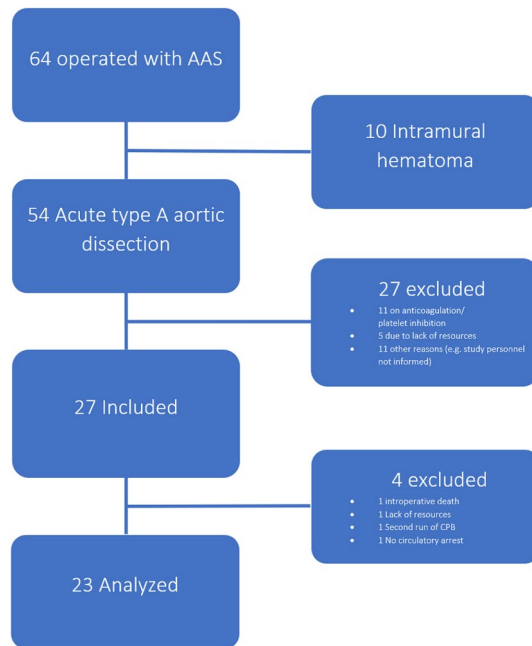 64 operated with AAS
10 Intramural
hematoma
54 Acute type A aortic
dissection
27 excluded
• 11 on anticoagulation/
platelet inhibition
• 5 due to lack of resources
• 11 other reasons (e.g. study personnel
not informed)
27 Included
4 excluded
• 1 introperative death
• 1 Lack of resources
• 1 Second run of CPB
• 1 No circulatory arrest
23 Analyzed